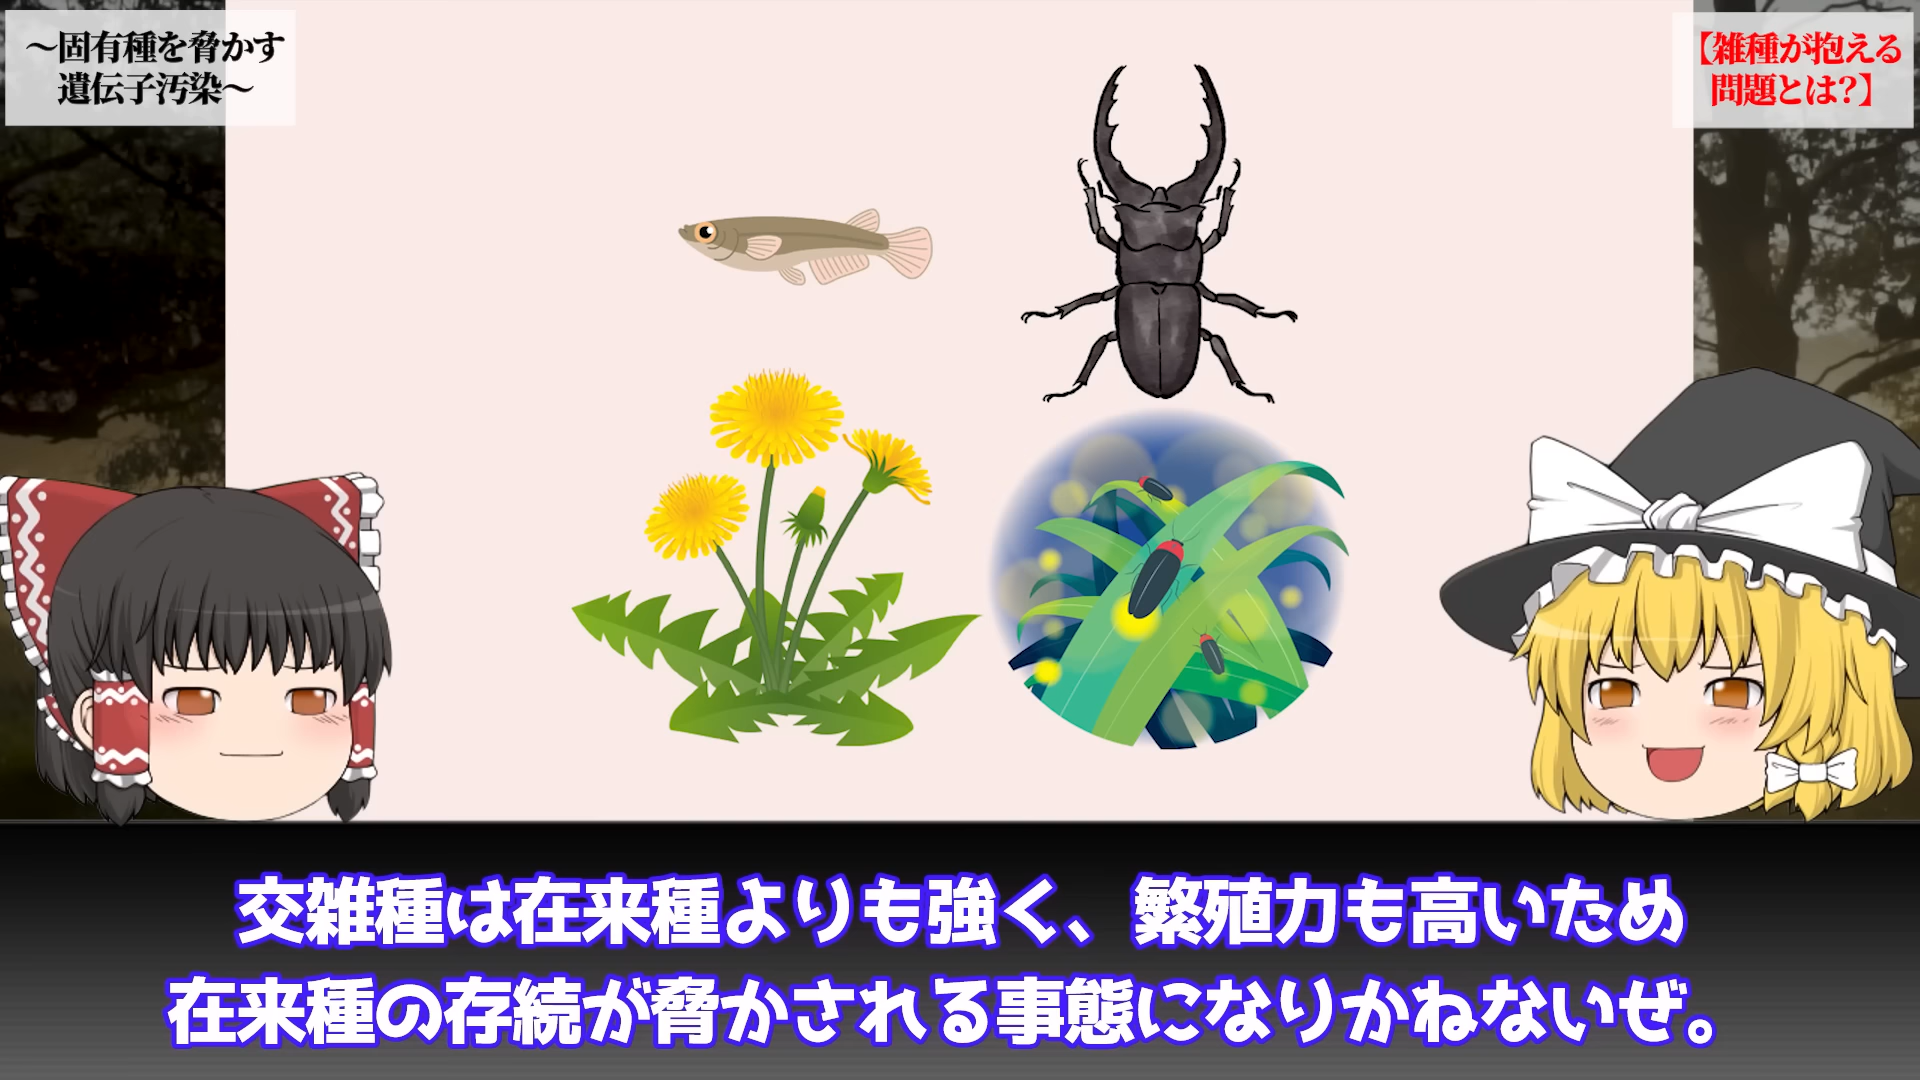 ～固有種を脅かす
遺伝子汚染～
【雑種が抱える
問題とは?】
交雑種は在来種よりも強く、繁殖力も高いため
在来種の存続が脅かされる事態になりかねないぜ。